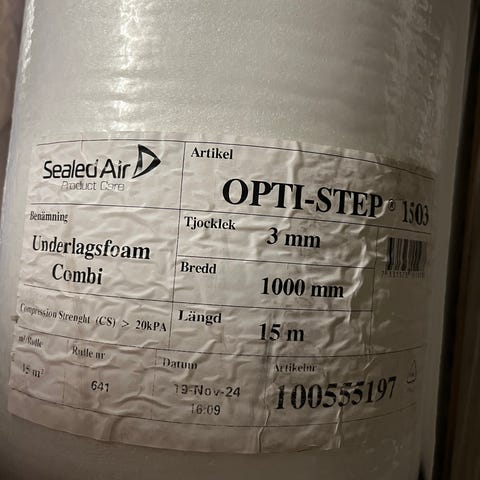 Sealed Air
Product Care
Artikel
OPTI-STEP ® 1503
Benämning
Underlagsfoam
Combi
Tjocklek
3 mm
Bredd
1000 mm
Längd
15 m
Compression Strenght (CS) > 20kPA
m²/Rulle
15 m²
Rulle nr
641
Datum
19-Nov-24
16:09
Artikelnr
100555197